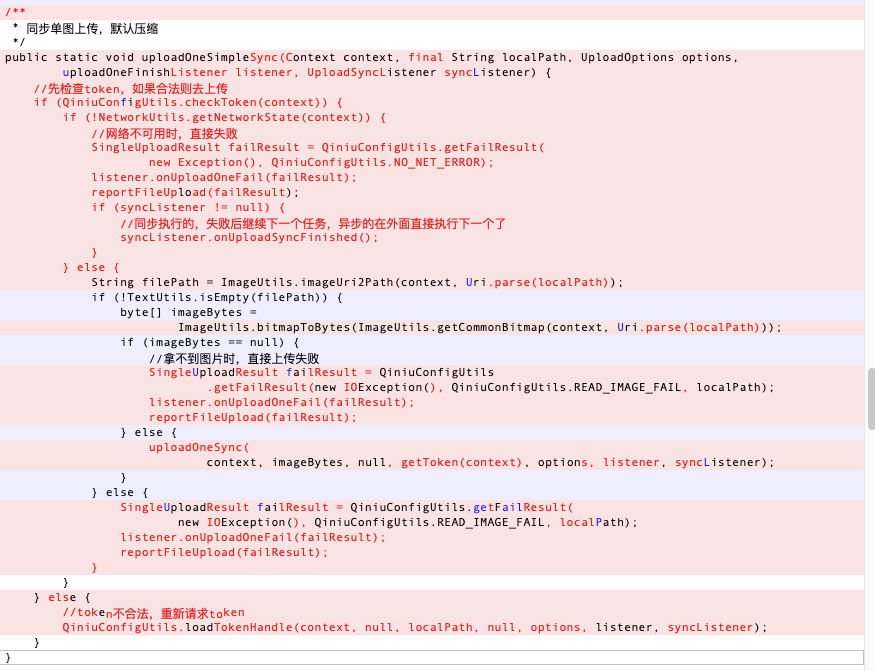 /**
 * 同步单图上传，默认压缩
 */
public static void uploadOneSimpleSync(Context context, final String localPath, UploadOptions options,
        uploadOneFinishListener listener, UploadSyncListener syncListener) {
    //先检查token，如果合法则去上传
    if (QiniuConfigUtils.checkToken(context)) {
        if (!NetworkUtils.getNetworkState(context)) {
            //网络不可用时，直接失败
            SingleUploadResult failResult = QiniuConfigUtils.getFailResult(
                    new Exception(), QiniuConfigUtils.NO_NET_ERROR);
            listener.onUploadOneFail(failResult);
            reportFileUpload(failResult);
            if (syncListener != null) {
                //同步执行的，失败后继续下一个任务，异步的在外面直接执行下一个了
                syncListener.onUploadSyncFinished();
            }
        } else {
            String filePath = ImageUtils.imageUri2Path(context, Uri.parse(localPath));
            if (!TextUtils.isEmpty(filePath)) {
                byte[] imageBytes =
                        ImageUtils.bitmapToBytes(ImageUtils.getCommonBitmap(context, Uri.parse(localPath)));
                if (imageBytes == null) {
                    //拿不到图片时，直接上传失败
                    SingleUploadResult failResult = QiniuConfigUtils
                            .getFailResult(new IOException(), QiniuConfigUtils.READ_IMAGE_FAIL, localPath);
                    listener.onUploadOneFail(failResult);
                    reportFileUpload(failResult);
                } else {
                    uploadOneSync(
                            context, imageBytes, null, getToken(context), options, listener, syncListener);
                }
            } else {
                SingleUploadResult failResult = QiniuConfigUtils.getFailResult(
                        new IOException(), QiniuConfigUtils.READ_IMAGE_FAIL, localPath);
                listener.onUploadOneFail(failResult);
                reportFileUpload(failResult);
            }
        }
    } else {
        //token不合法，重新请求token
        QiniuConfigUtils.loadTokenHandle(context, null, localPath, null, options, listener, syncListener);
    }
}